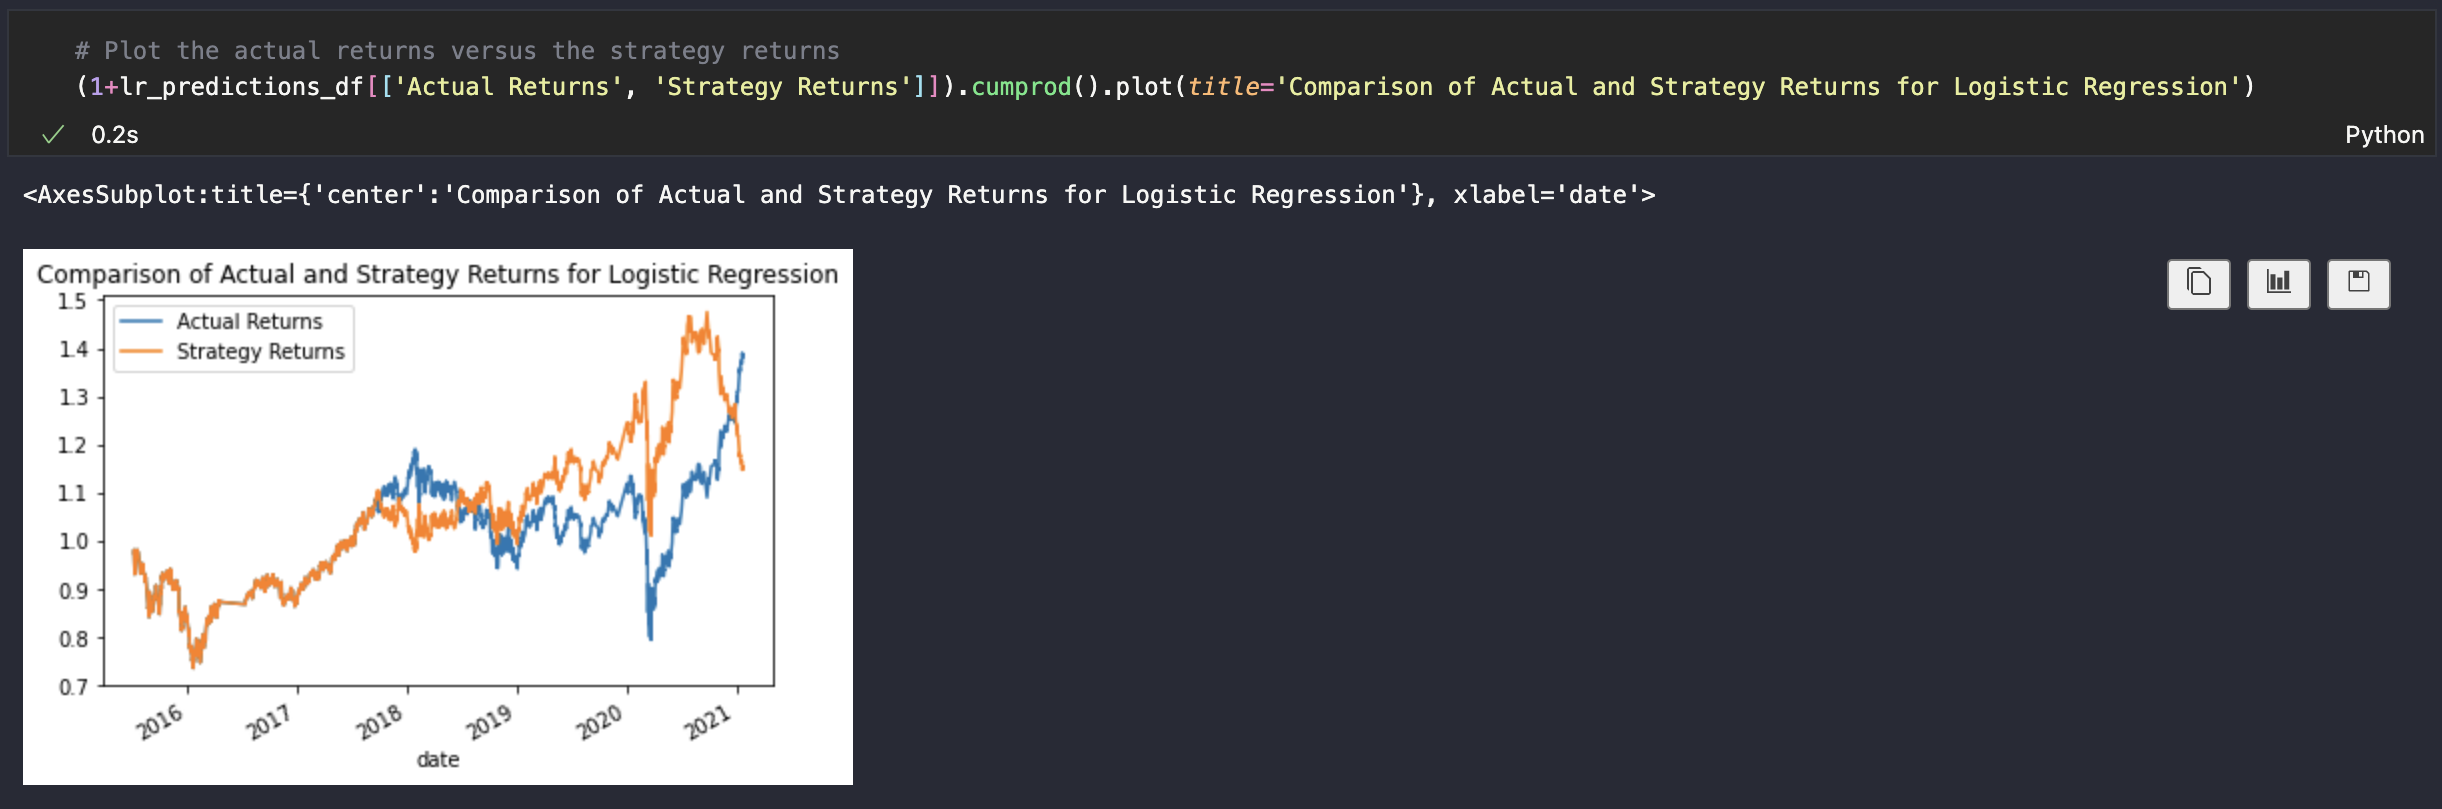 # Plot the actual returns versus the strategy returns
(1+lr_predictions_df[['Actual Returns', 'Strategy Returns']]).cumprod().plot(title='Comparison of Actual and Strategy Returns for Logistic Regression')
0.2s
Python
<AxesSubplot:title={'center':'Comparison of Actual and Strategy Returns for Logistic Regression'}, xlabel='date'>
Comparison of Actual and Strategy Returns for Logistic Regression
Actual Returns
Strategy Returns
1.5
1.4
1.3
1.2
1.1
1.0
0.9
0.8
0.7
2016
2017
2018
2019
2020
2021
date